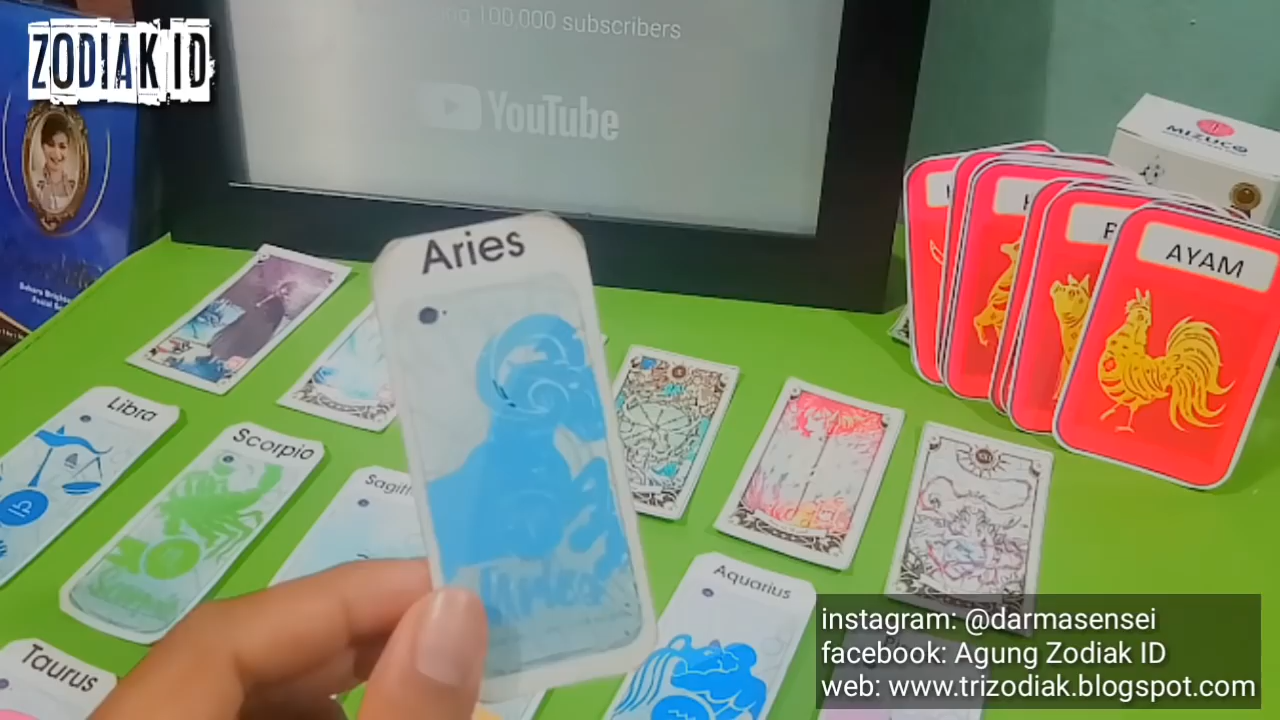 ZODIAK ID
100,000 subscribers
YouTube
MIZUCO
AYAM
Aries
Libra
Scorpio
Aquarius
Taurus
instagram: @darmasensei
facebook: Agung Zodiak ID
web: www.trizodiak.blogspot.com